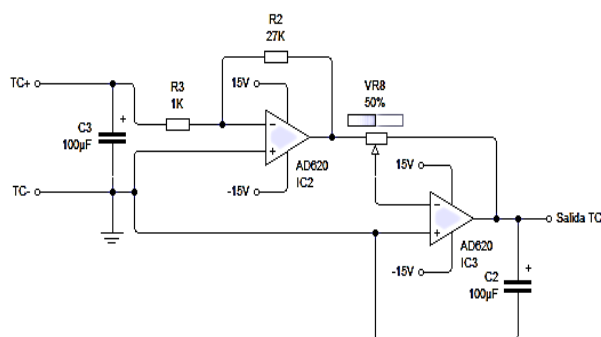 R2
27K
TC+
R3
1K
15V
VR8
50%
C3
100µF
+
−
+
AD620
IC2
-15V
TC-
15V
−
+
AD620
IC3
-15V
Salida TC
C2
100µF
+